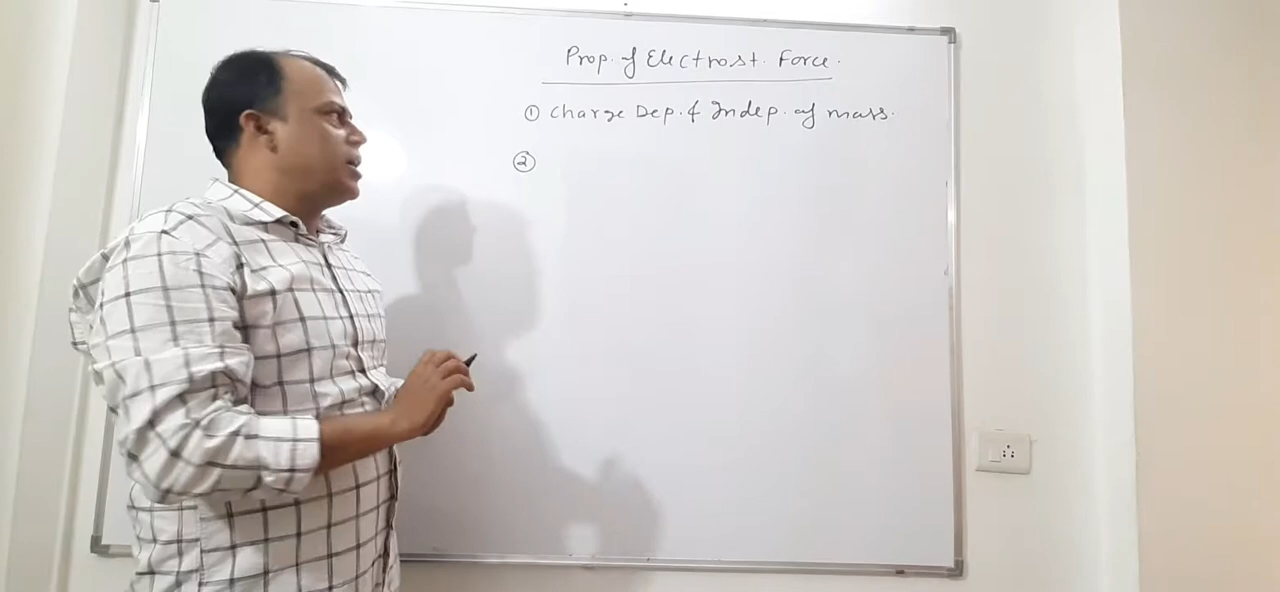 Prop. of Electrost. Force.
① Charge Dep. & Indep. of mass.
②